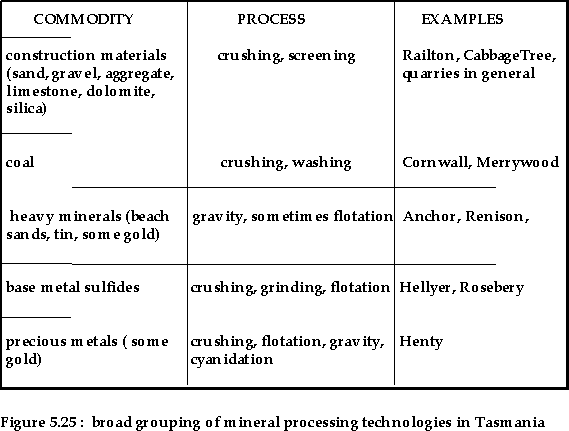 COMMODITY PROCESS EXAMPLES
construction materials crushing, screening Railton, CabbageTree,
(sand, gravel, aggregate, quarries in general
limestone, dolomite,
silica)
coal crushing, washing Cornwall, Merrywood
heavy minerals (beach gravity, sometimes flotation Anchor, Renison,
sands, tin, some gold)
base metal sulfides crushing, grinding, flotation Hellyer, Rosebery
precious metals ( some crushing, flotation, gravity, Henty
gold) cyanidation
Figure 5.25 : broad grouping of mineral processing technologies in Tasmania